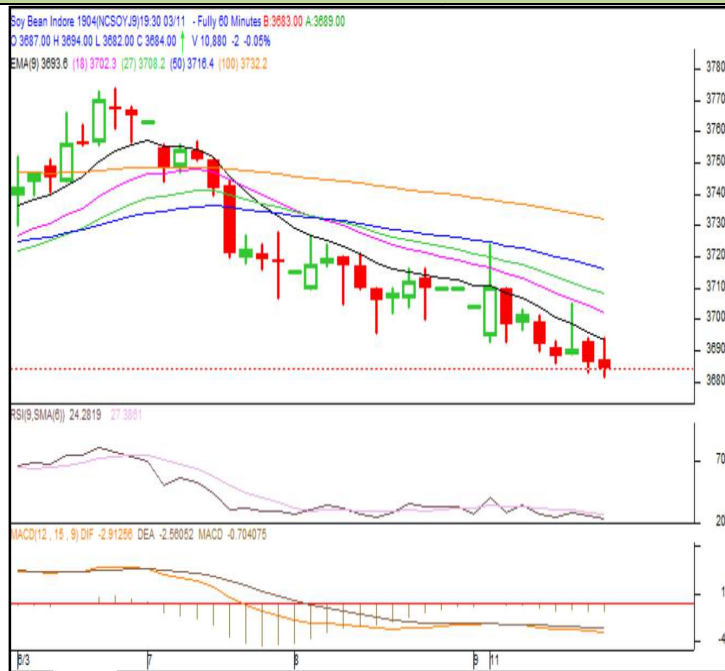 Soy Bean Indore 1904(NCSOYJ9)19:30 03/11 - Fully 60 Minutes B:3683.00 A:3689.00
O 3687.00 H 3694.00 L 3682.00 C 3684.00 V 10,880 -2 -0.05%
EMA(9) 3693.6 (18) 3702.3 (27) 3708.2 (50) 3716.4 (100) 3732.2
3780
3770
3760
3750
3740
3730
3720
3710
3700
3690
3680
RSI(9,SMA(6)) 24.2819 27.3861
70
20
MACD(12 , 15 , 9) DIF -2.91256 DEA -2.56052 MACD -0.704075
1
-4
6/3 7 8 9 11